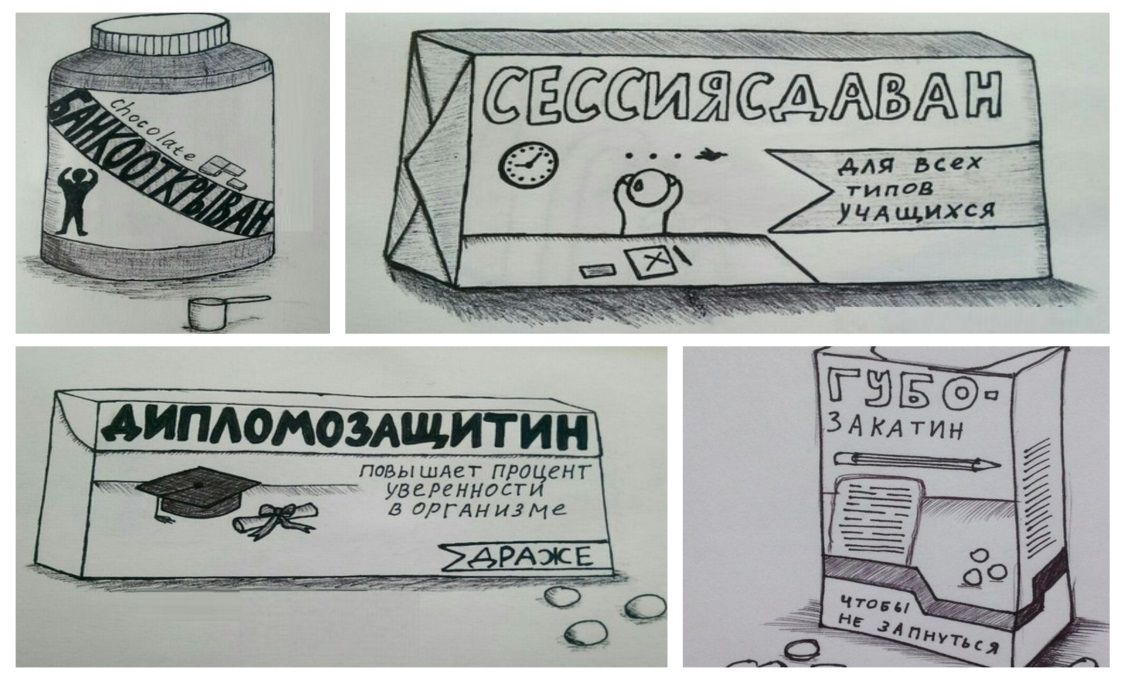 БАНКООТКРЫВАН
chocolate
СЕССИЯСДАВАН
ДЛЯ ВСЕХ
ТИПОВ
УЧАЩИХСЯ
ДИПЛОМОЗАЩИТИН
ПОВЫШАЕТ ПРОЦЕНТ
УВЕРЕННОСТИ
В ОРГАНИЗМЕ
ДРАЖЕ
ГУБО-
ЗАКАТИН
ЧТОБЫ
НЕ ЗАПНУТЬСЯ